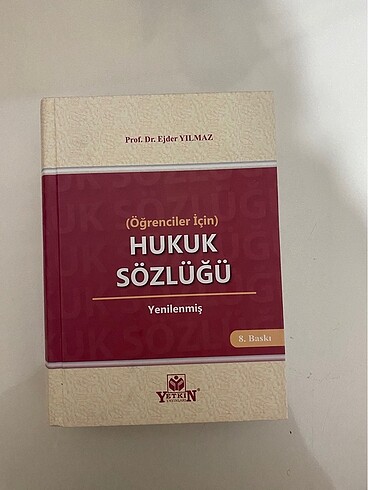 Prof. Dr. Ejder YILMAZ
(Öğrenciler İçin)
HUKUK
SÖZLÜĞÜ
Yenilenmiş
8. Baskı
YETKİN